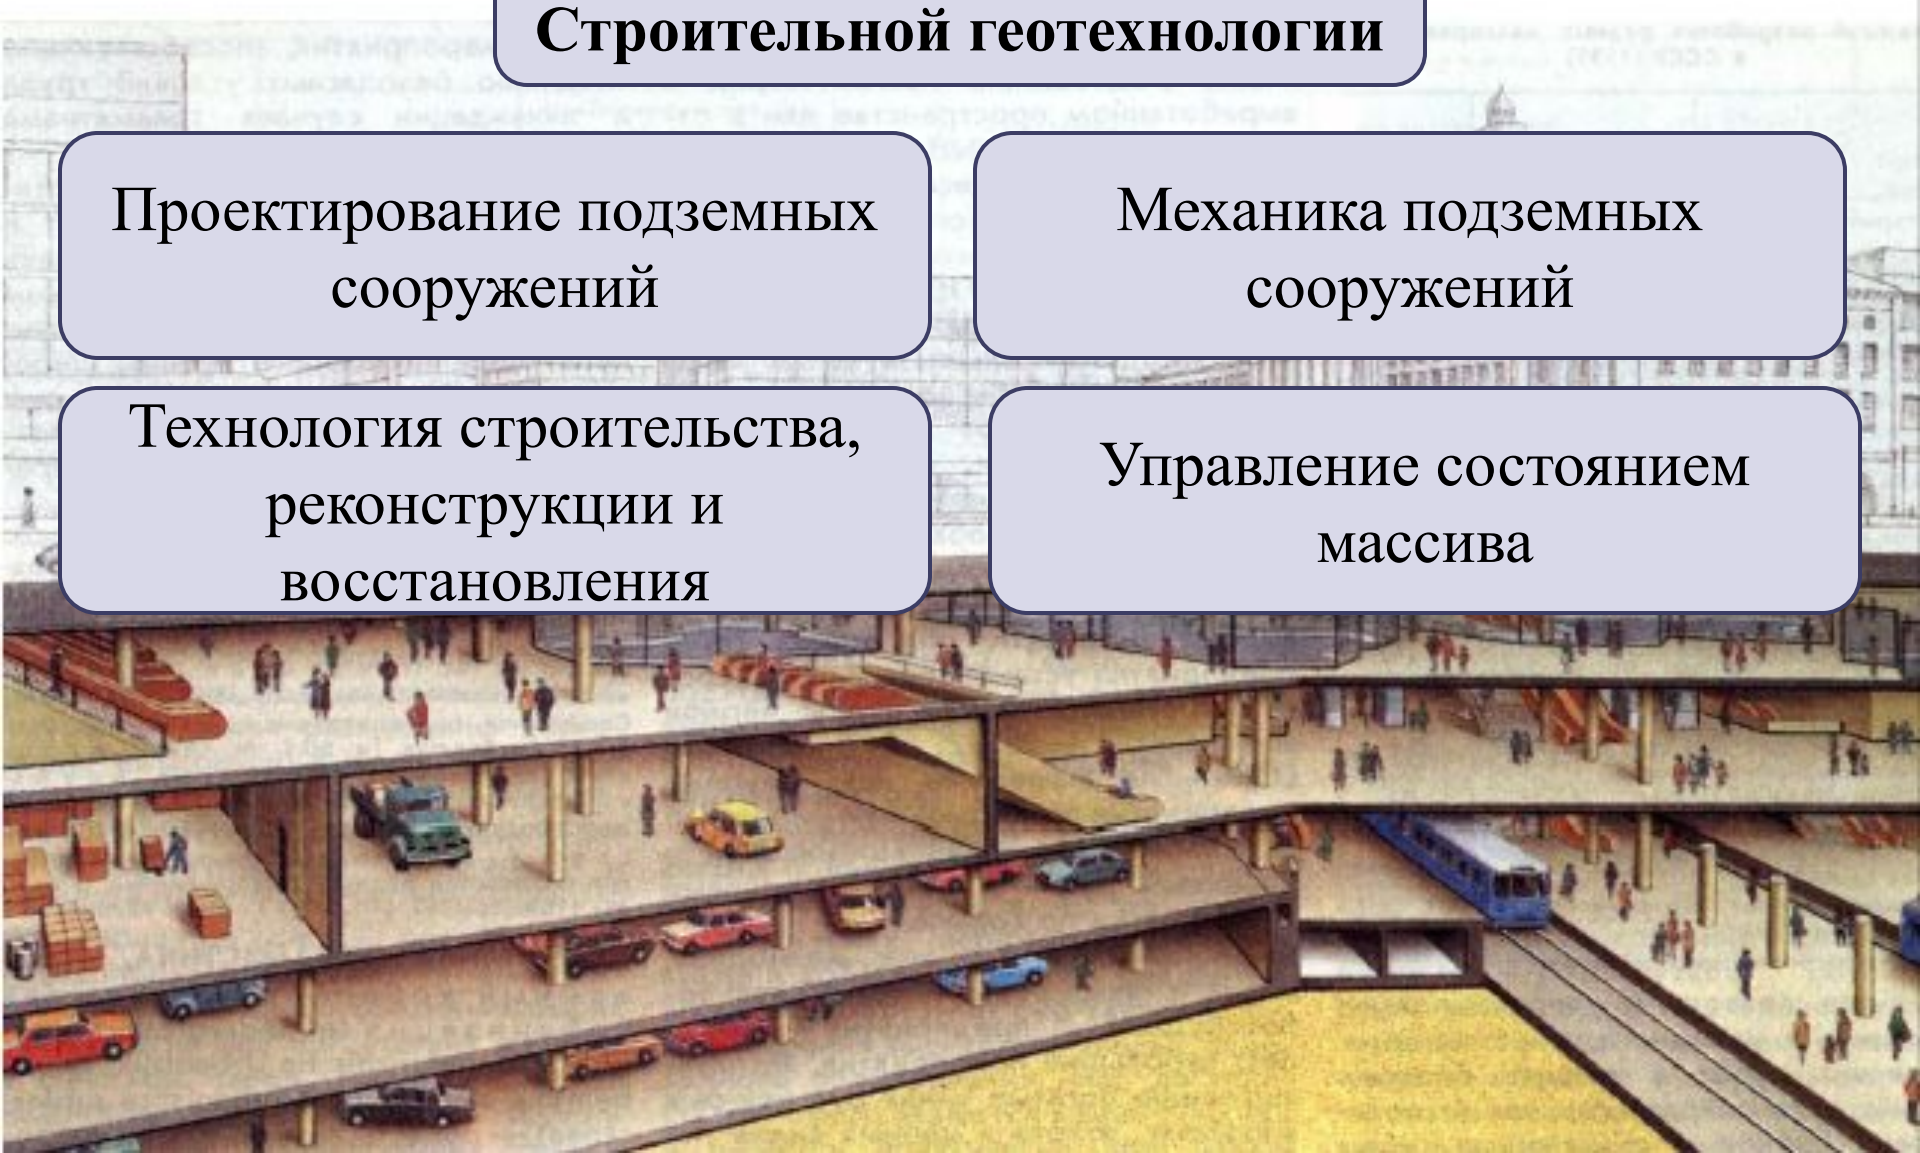 Строительной геотехнологии
Проектирование подземных
сооружений
Механика подземных
сооружений
Технология строительства,
реконструкции и
восстановления
Управление состоянием
массива